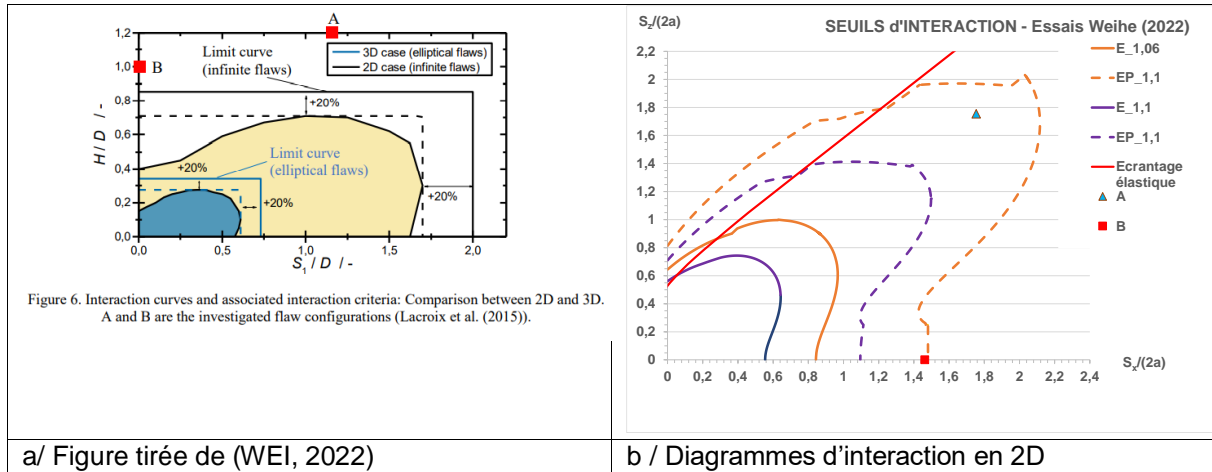 A
1,2
1,0
0,8
0,6
0,4
0,2
0,0
H / D / -
B
Limit curve
(infinite flaws)
3D case (elliptical flaws)
2D case (infinite flaws)
+20%
Limit curve
(elliptical flaws)
+20%
+20%
+20%
0,0 0,5 1,0 1,5 2,0
S1 / D / -
Figure 6. Interaction curves and associated interaction criteria: Comparison between 2D and 3D.
A and B are the investigated flaw configurations (Lacroix et al. (2015)).
a/ Figure tirée de (WEI, 2022)
Sz/(2a)
SEUILS d'INTERACTION - Essais Weihe (2022)
2,2
2
1,8
1,6
1,4
1,2
1
0,8
0,6
0,4
0,2
0
0 0,2 0,4 0,6 0,8 1 1,2 1,4 1,6 1,8 2 2,2 2,4
Sx/(2a)
E_1,06
EP_1,1
E_1,1
EP_1,1
Ecrantage
élastique
A
B
b / Diagrammes d'interaction en 2D